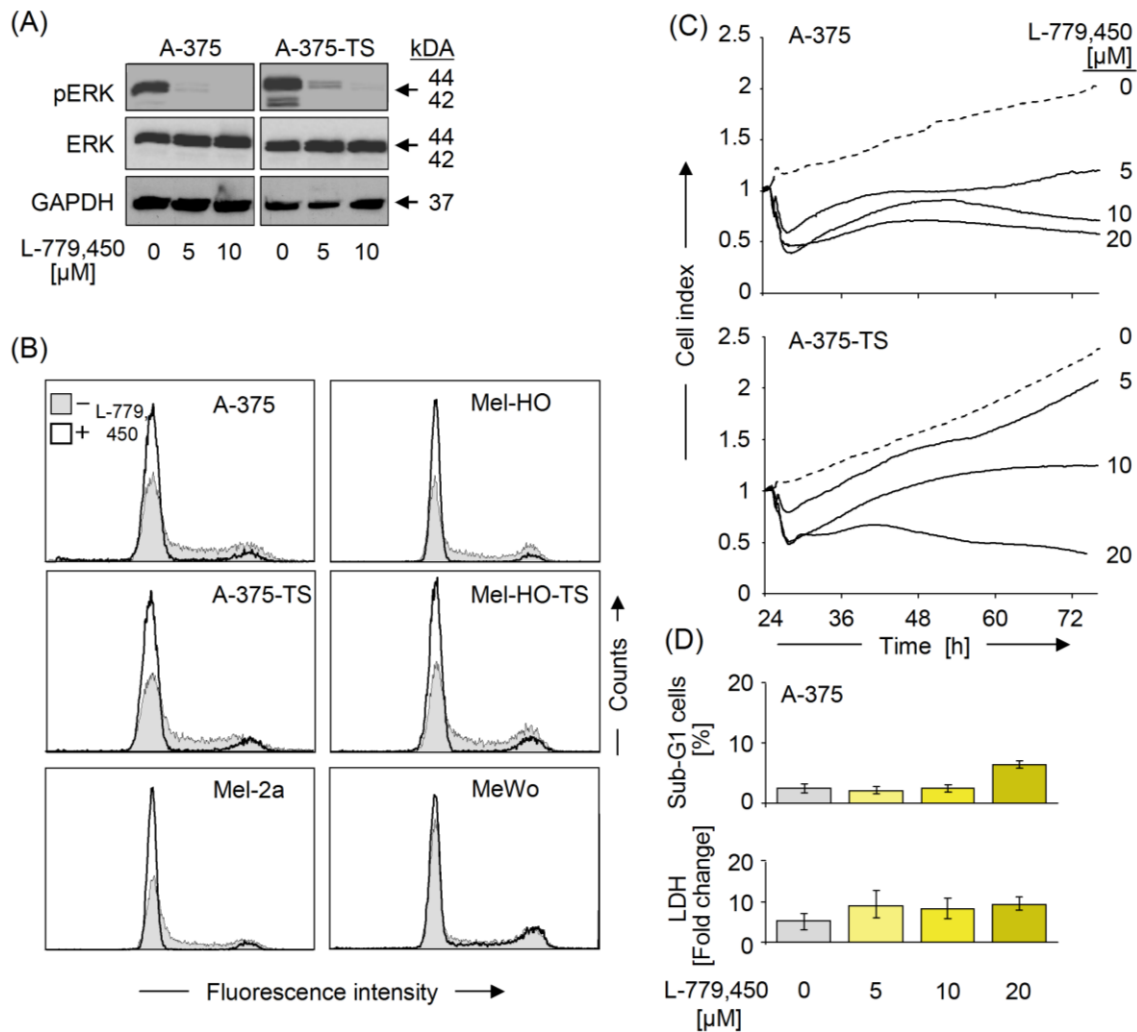 (A)
A-375 A-375-TS kDA
pERK 44
42
ERK 44
42
GAPDH 37
L-779,450 0 5 10 0 5 10
[µM]
(B)
− L-779,
+ 450
A-375
Mel-HO
A-375-TS
Mel-HO-TS
Mel-2a
MeWo
Counts
Fluorescence intensity
(C)
L-779,450
[µM]
A-375
2.5
2
1.5
1
0.5
0
0
5
10
20
Cell index
A-375-TS
2.5
2
1.5
1
0.5
0
0
5
10
20
24 36 48 60 72
Time [h]
(D)
A-375
Sub-G1 cells
[%]
20
10
0
LDH
[Fold change]
20
10
0
L-779,450 0 5 10 20
[µM]